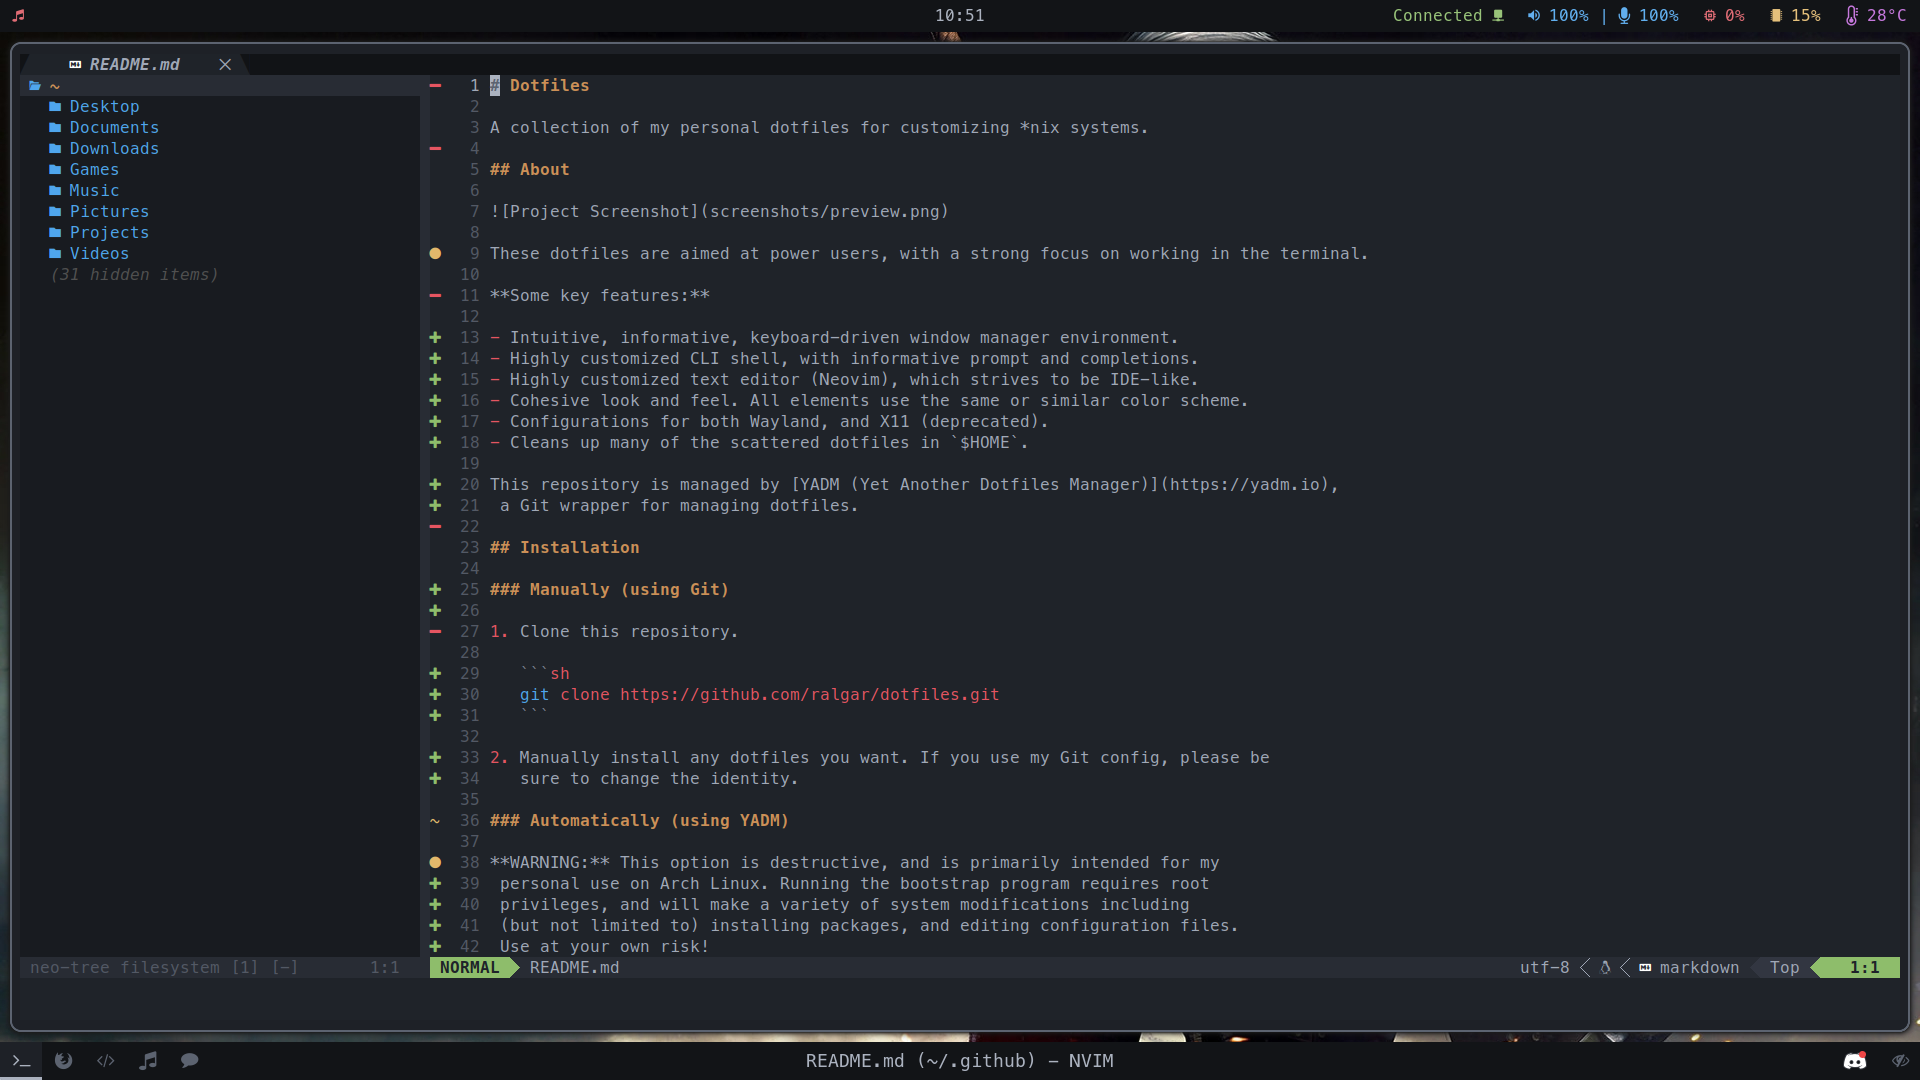 10:51
Connected 100% | 100% 0% 15% 28°C
README.md
~
Desktop
Documents
Downloads
Games
Music
Pictures
Projects
Videos
(31 hidden items)
1 # Dotfiles
2
3 A collection of my personal dotfiles for customizing *nix systems.
4
5 ## About
6
7 ![Project Screenshot](screenshots/preview.png)
8
9 These dotfiles are aimed at power users, with a strong focus on working in the terminal.
10
11 **Some key features:**
12
13 - Intuitive, informative, keyboard-driven window manager environment.
14 - Highly customized CLI shell, with informative prompt and completions.
15 - Highly customized text editor (Neovim), which strives to be IDE-like.
16 - Cohesive look and feel. All elements use the same or similar color scheme.
17 - Configurations for both Wayland, and X11 (deprecated).
18 - Cleans up many of the scattered dotfiles in `$HOME`.
19
20 This repository is managed by [YADM (Yet Another Dotfiles Manager)](https://yadm.io),
21 a Git wrapper for managing dotfiles.
22
23 ## Installation
24
25 ### Manually (using Git)
26
27 1. Clone this repository.
28
29 ```sh
30 git clone https://github.com/ralgar/dotfiles.git
31 ```
32
33 2. Manually install any dotfiles you want. If you use my Git config, please be
34 sure to change the identity.
35
~ 36 ### Automatically (using YADM)
37
38 **WARNING:** This option is destructive, and is primarily intended for my
39 personal use on Arch Linux. Running the bootstrap program requires root
40 privileges, and will make a variety of system modifications including
41 (but not limited to) installing packages, and editing configuration files.
42 Use at your own risk!
neo-tree filesystem [1] [-] 1:1
NORMAL README.md utf-8 markdown Top 1:1
README.md (~/.github) - NVIM